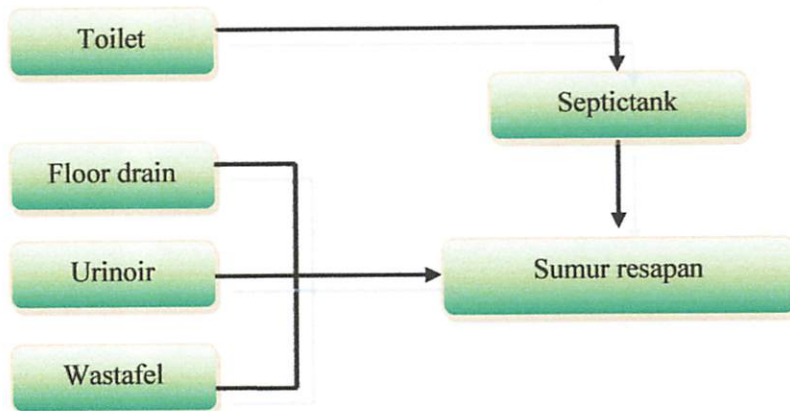 Toilet
Septictank
Floor drain
Urinoir
Sumur resapan
Wastafel